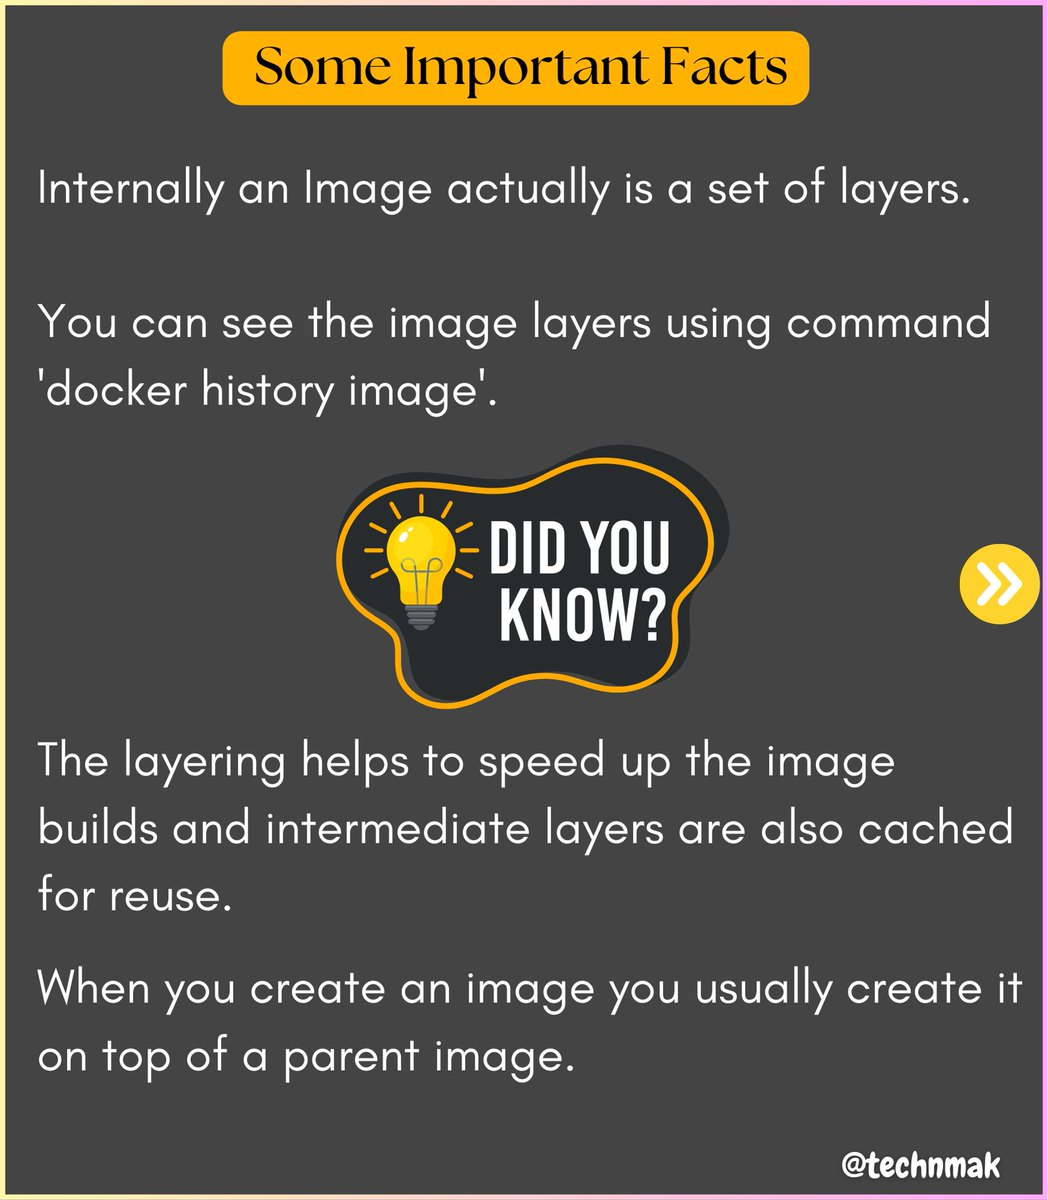 Some Important Facts
Internally an Image actually is a set of layers.
You can see the image layers using command
'docker history image'.
DID YOU
KNOW?
The layering helps to speed up the image
builds and intermediate layers are also cached
for reuse.
When you create an image you usually create it
on top of a parent image.
@technmak